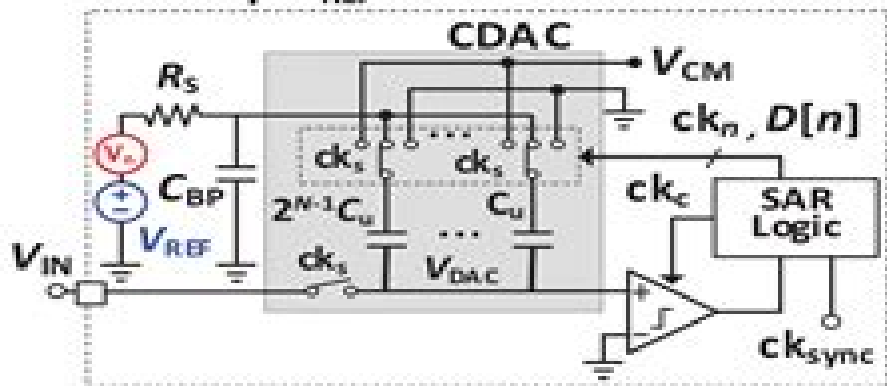 CDAC
R_S
V_CM
ck_n, D[n]
ck_s
ck_s
C_BP
2^{N-1}C_u
C_u
ck_c
SAR
Logic
V_REF
V_IN
ck_s
V_DAC
ck_sync